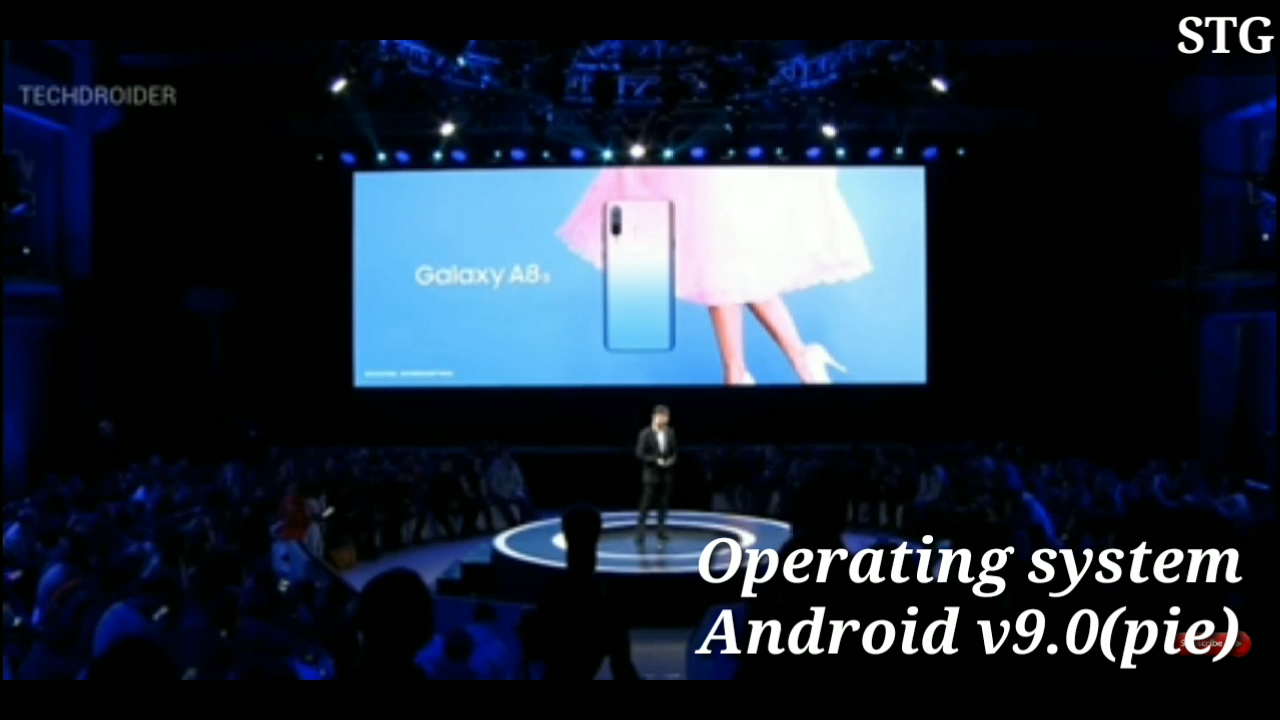 STG
TECHDROIDER
Galaxy A8s
Operating system
Android v9.0(pie)